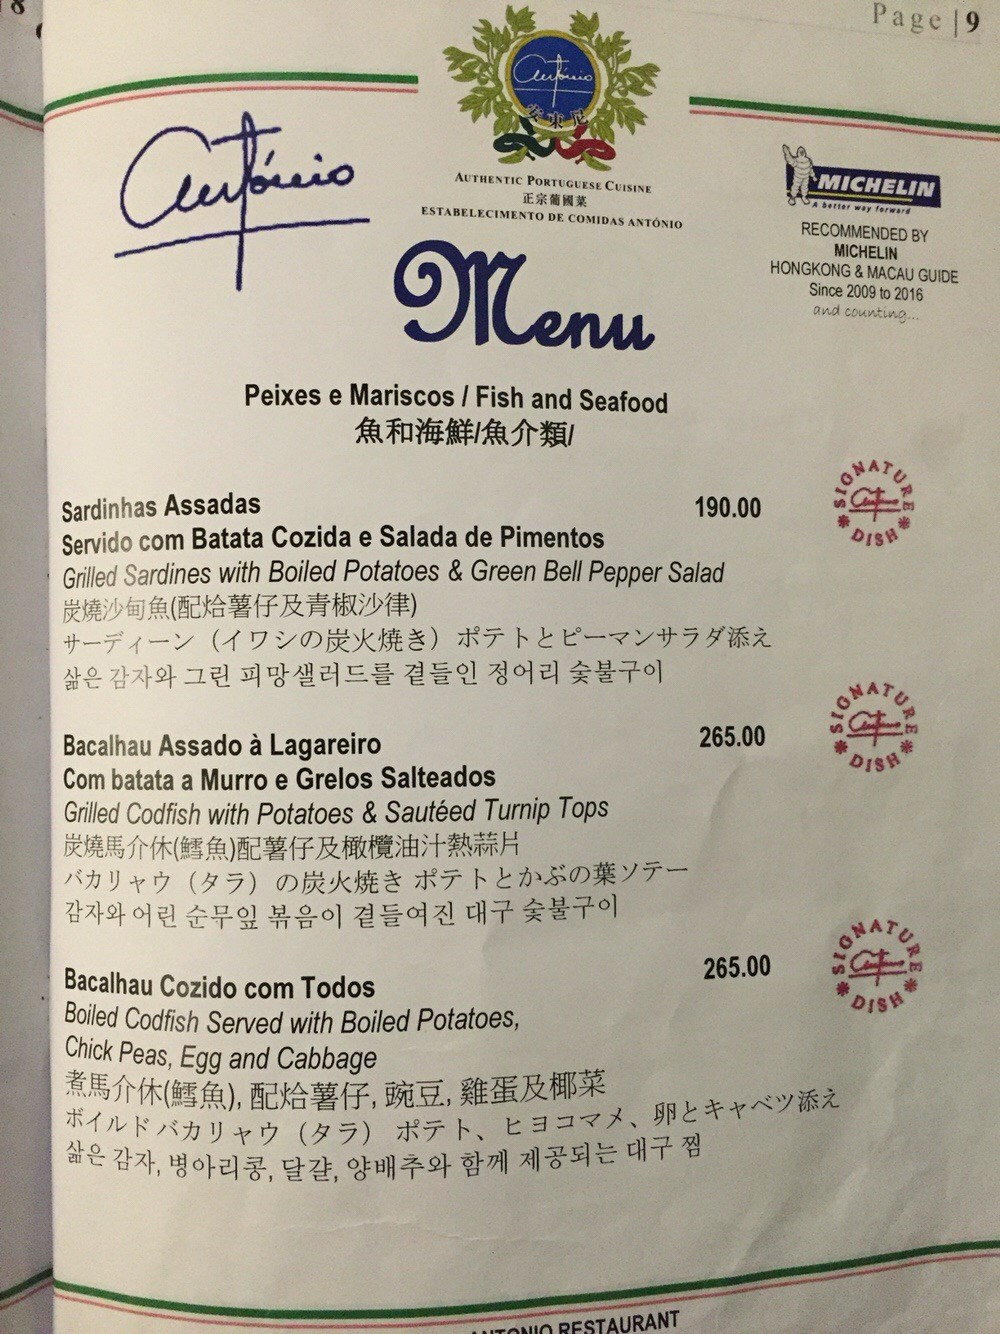 Page | 9
António
António
安東尼
AUTHENTIC PORTUGUESE CUISINE
正宗葡國菜
ESTABELECIMENTO DE COMIDAS ANTÓNIO
MICHELIN
A better way forward
RECOMMENDED BY
MICHELIN
HONGKONG & MACAU GUIDE
Since 2009 to 2016
and counting...
Menu
Peixes e Mariscos / Fish and Seafood
魚和海鮮/魚介類/
Sardinhas Assadas 190.00
SIGNATURE DISH
Servido com Batata Cozida e Salada de Pimentos
Grilled Sardines with Boiled Potatoes & Green Bell Pepper Salad
炭燒沙甸魚(配烚薯仔及青椒沙律)
サーディーン（イワシの炭火焼き）ポテトとピーマンサラダ添え
삶은 감자와 그린 피망샐러드를 곁들인 정어리 숯불구이
Bacalhau Assado à Lagareiro 265.00
SIGNATURE DISH
Com batata a Murro e Grelos Salteados
Grilled Codfish with Potatoes & Sautéed Turnip Tops
炭燒馬介休(鱈魚)配薯仔及橄欖油汁熱蒜片
バカリャウ（タラ）の炭火焼き ポテトとかぶの葉ソテー
감자와 어린 순무잎 볶음이 곁들여진 대구 숯불구이
Bacalhau Cozido com Todos 265.00
SIGNATURE DISH
Boiled Codfish Served with Boiled Potatoes,
Chick Peas, Egg and Cabbage
煮馬介休(鱈魚), 配烚薯仔, 豌豆, 雞蛋及椰菜
ボイルドバカリャウ（タラ） ポテト、ヒヨコマメ、卵とキャベツ添え
삶은 감자, 병아리콩, 달걀, 양배추와 함께 제공되는 대구 찜
ANTONIO RESTAURANT